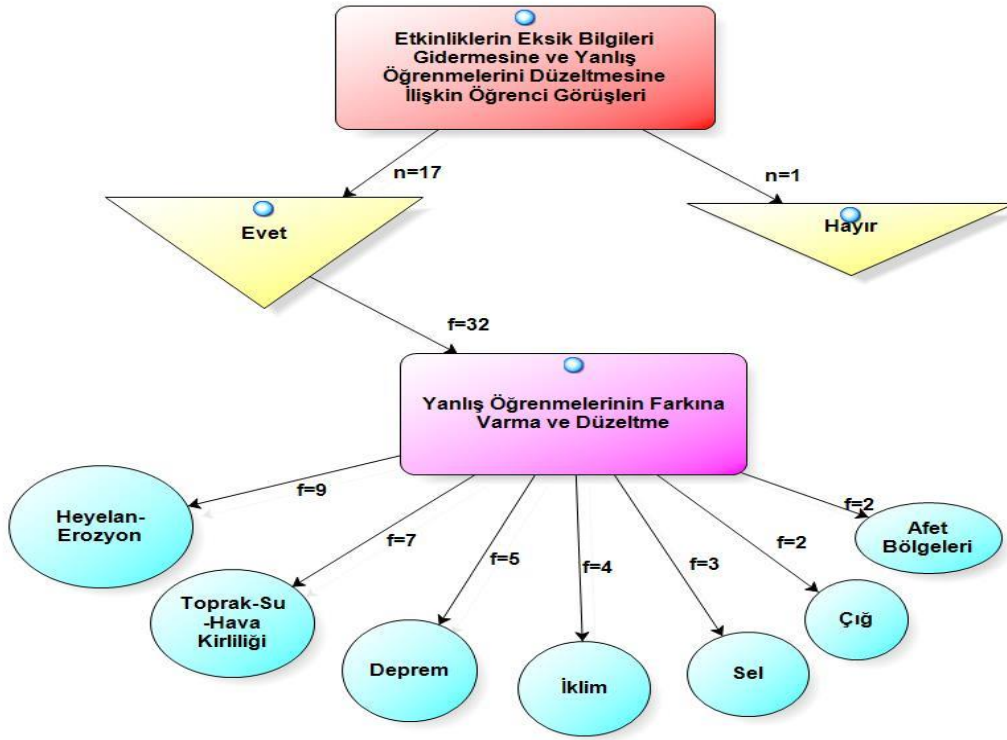 Etkinliklerin Eksik Bilgileri
Gidermesine ve Yanlış
Öğrenmelerini Düzeltmesine
İlişkin Öğrenci Görüşleri
n=17
n=1
Evet
Hayır
f=32
Yanlış Öğrenmelerinin Farkına
Varma ve Düzeltme
f=9
f=7
f=5
f=4
f=3
f=2
f=2
Heyelan-
Erozyon
Toprak-Su
-Hava
Kirliliği
Deprem
İklim
Sel
Çığ
Afet
Bölgeleri